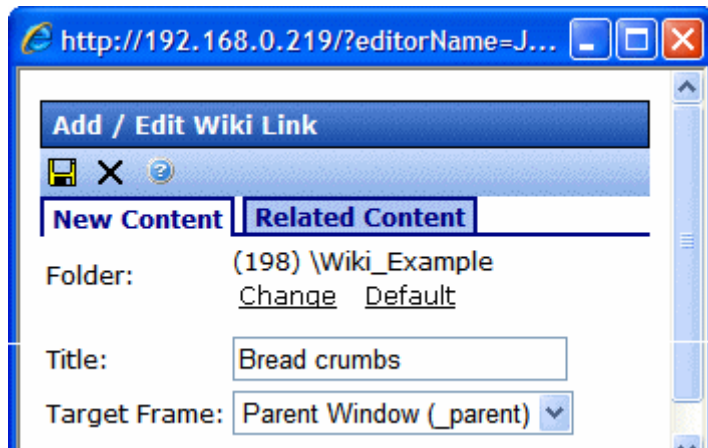 http://192.168.0.219/?editorName=J...
Add / Edit Wiki Link
New Content Related Content
Folder: (198) \Wiki_Example
Change Default
Title: Bread crumbs
Target Frame: Parent Window (_parent)